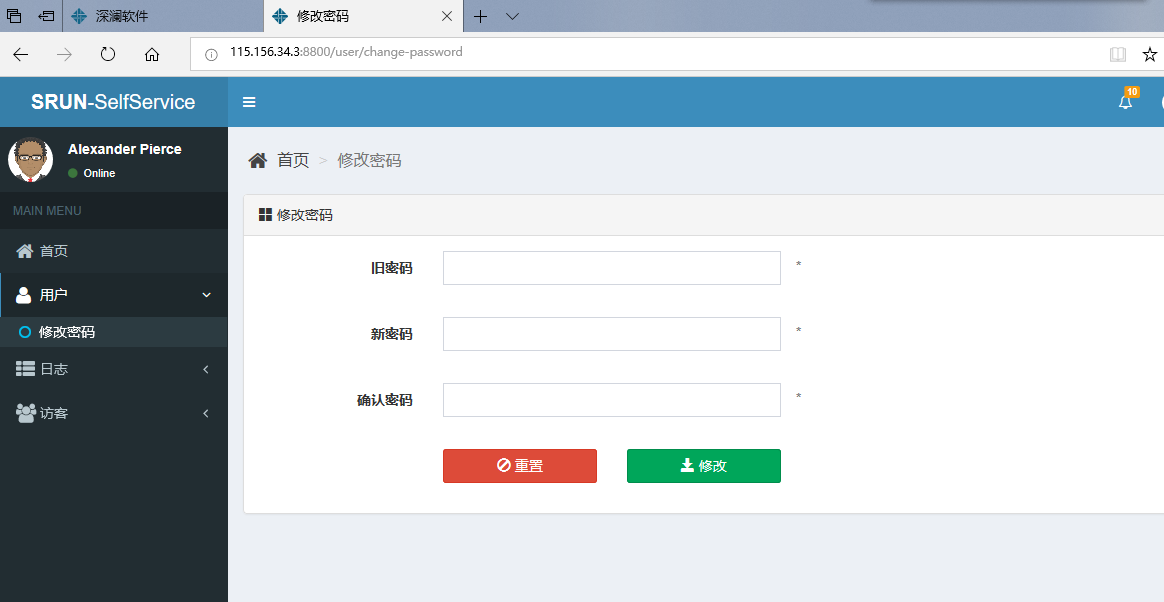 深澜软件
修改密码
115.156.34.3:8800/user/change-password
SRUN-SelfService
10
Alexander Pierce
Online
首页 > 修改密码
MAIN MENU
修改密码
首页
旧密码 *
用户
新密码 *
修改密码
日志
确认密码 *
访客
重置
修改